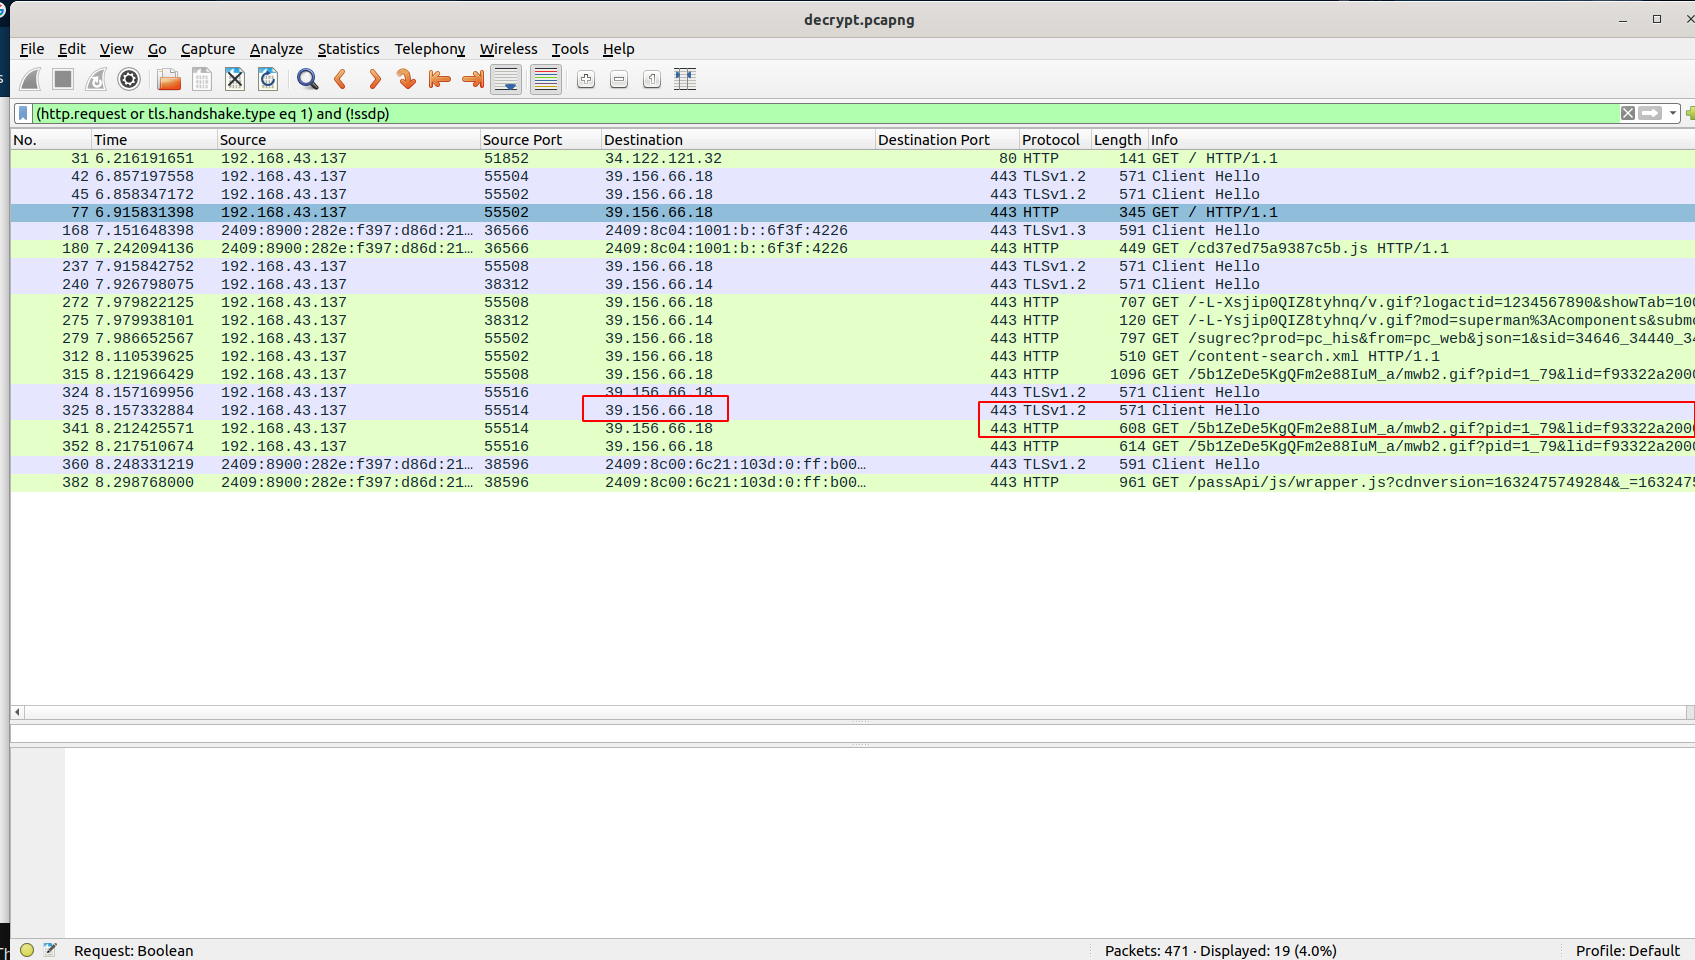 decrypt.pcapng
File Edit View Go Capture Analyze Statistics Telephony Wireless Tools Help
(http.request or tls.handshake.type eq 1) and (!ssdp)
No. Time Source Source Port Destination Destination Port Protocol Length Info
31 6.216191651 192.168.43.137 51852 34.122.121.32 80 HTTP 141 GET / HTTP/1.1
42 6.857197558 192.168.43.137 55504 39.156.66.18 443 TLSv1.2 571 Client Hello
45 6.858347172 192.168.43.137 55502 39.156.66.18 443 TLSv1.2 571 Client Hello
77 6.915831398 192.168.43.137 55502 39.156.66.18 443 HTTP 345 GET / HTTP/1.1
168 7.151648398 2409:8900:282e:f397:d86d:21… 36566 2409:8c04:1001:b::6f3f:4226 443 TLSv1.3 591 Client Hello
180 7.242094136 2409:8900:282e:f397:d86d:21… 36566 2409:8c04:1001:b::6f3f:4226 443 HTTP 449 GET /cd37ed75a9387c5b.js HTTP/1.1
237 7.915842752 192.168.43.137 55508 39.156.66.18 443 TLSv1.2 571 Client Hello
240 7.926798075 192.168.43.137 38312 39.156.66.14 443 TLSv1.2 571 Client Hello
272 7.979822125 192.168.43.137 55508 39.156.66.18 443 HTTP 707 GET /-L-Xsjip0QIZ8tyhnq/v.gif?logactid=1234567890&showTab=100
275 7.979938101 192.168.43.137 38312 39.156.66.14 443 HTTP 120 GET /-L-Ysjip0QIZ8tyhnq/v.gif?mod=superman%3Acomponents&submo
279 7.986652567 192.168.43.137 55502 39.156.66.18 443 HTTP 797 GET /sugrec?prod=pc_his&from=pc_web&json=1&sid=34646_34440_34
312 8.110539625 192.168.43.137 55502 39.156.66.18 443 HTTP 510 GET /content-search.xml HTTP/1.1
315 8.121966429 192.168.43.137 55508 39.156.66.18 443 HTTP 1096 GET /5b1ZeDe5KgQFm2e88IuM_a/mwb2.gif?pid=1_79&lid=f93322a2000
324 8.157169956 192.168.43.137 55516 39.156.66.18 443 TLSv1.2 571 Client Hello
325 8.157332884 192.168.43.137 55514 39.156.66.18 443 TLSv1.2 571 Client Hello
341 8.212425571 192.168.43.137 55514 39.156.66.18 443 HTTP 608 GET /5b1ZeDe5KgQFm2e88IuM_a/mwb2.gif?pid=1_79&lid=f93322a2000
352 8.217510674 192.168.43.137 55516 39.156.66.18 443 HTTP 614 GET /5b1ZeDe5KgQFm2e88IuM_a/mwb2.gif?pid=1_79&lid=f93322a2000
360 8.248331219 2409:8900:282e:f397:d86d:21… 38596 2409:8c00:6c21:103d:0:ff:b00… 443 TLSv1.2 591 Client Hello
382 8.298768000 2409:8900:282e:f397:d86d:21… 38596 2409:8c00:6c21:103d:0:ff:b00… 443 HTTP 961 GET /passApi/js/wrapper.js?cdnversion=1632475749284&_=1632475
Request: Boolean Packets: 471 · Displayed: 19 (4.0%) Profile: Default